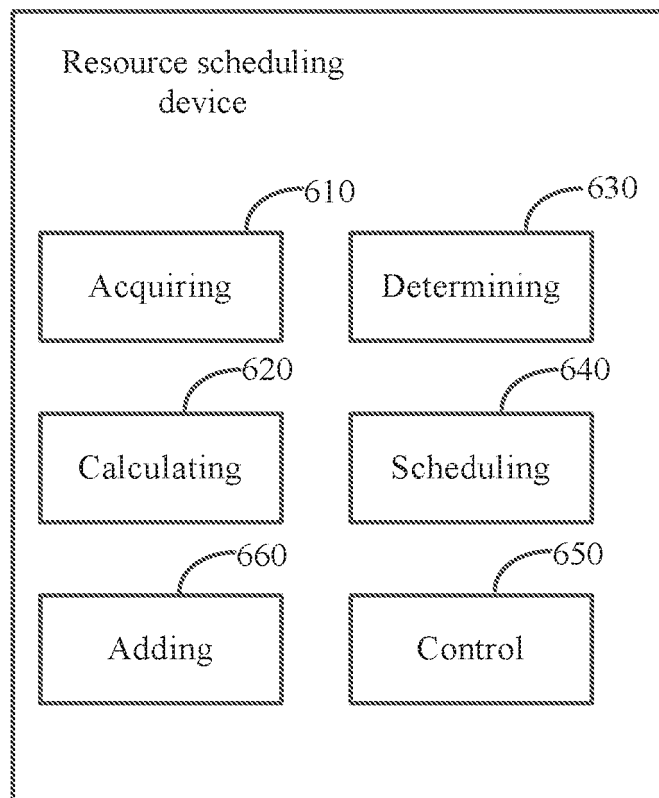 Resource scheduling
device
610
630
Acquiring
Determining
620
640
Calculating
Scheduling
660
650
Adding
Control